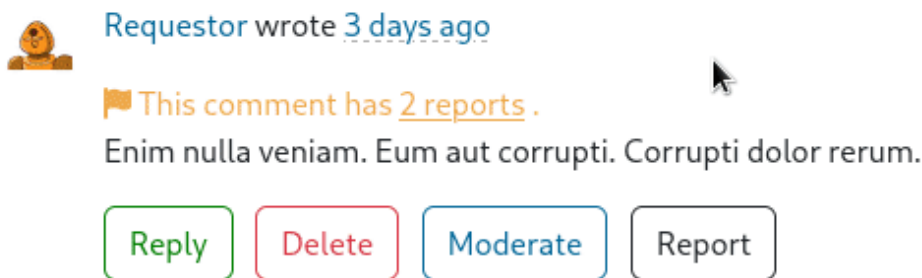 Requestor wrote 3 days ago
This comment has 2 reports .
Enim nulla veniam. Eum aut corrupti. Corrupti dolor rerum.
Reply Delete Moderate Report